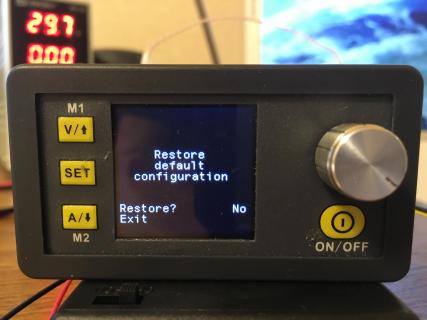 29.7
0.00
M1
V/⬆
SET
A/⬇
M2
Restore
default
configuration
Restore? No
Exit
ON/OFF